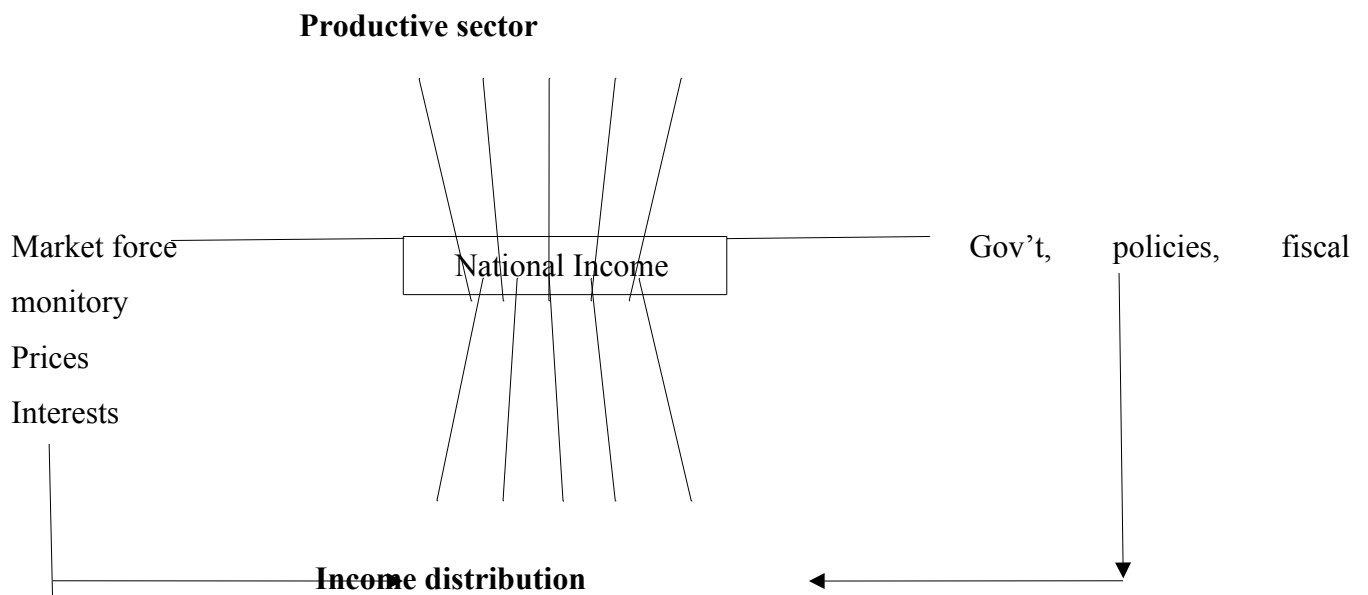 Productive sector
Market force
National Income
Gov’t, policies, fiscal
monitory
Prices
Interests
Income distribution